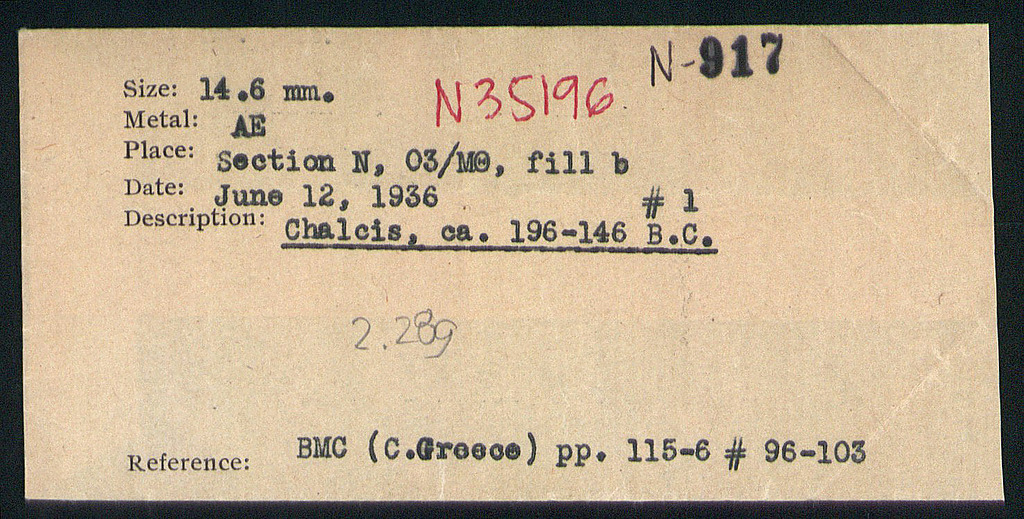 N-917
N35196
Size: 14.6 mm.
Metal: AE
Place: Section N, 03/MΘ, fill b
Date: June 12, 1936 # 1
Description: Chalcis, ca. 196-146 B.C.
2.28g
Reference: BMC (C.Greece) pp. 115-6 # 96-103